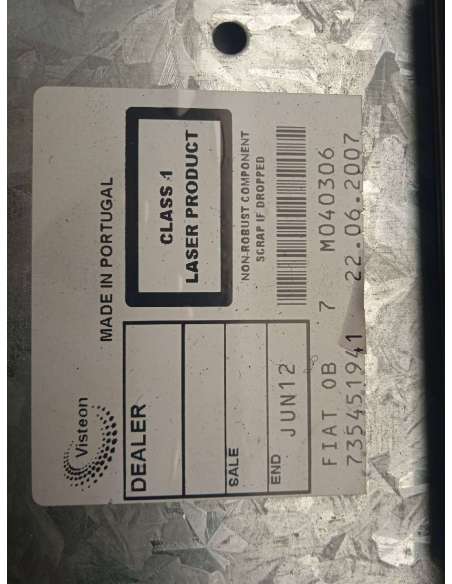 Visteon
MADE IN PORTUGAL
DEALER
SALE
END JUN12
CLASS 1
LASER PRODUCT
NON-ROBUST COMPONENT
SCRAP IF DROPPED
FIAT OB 7 M040306
735451941 22.06.2007